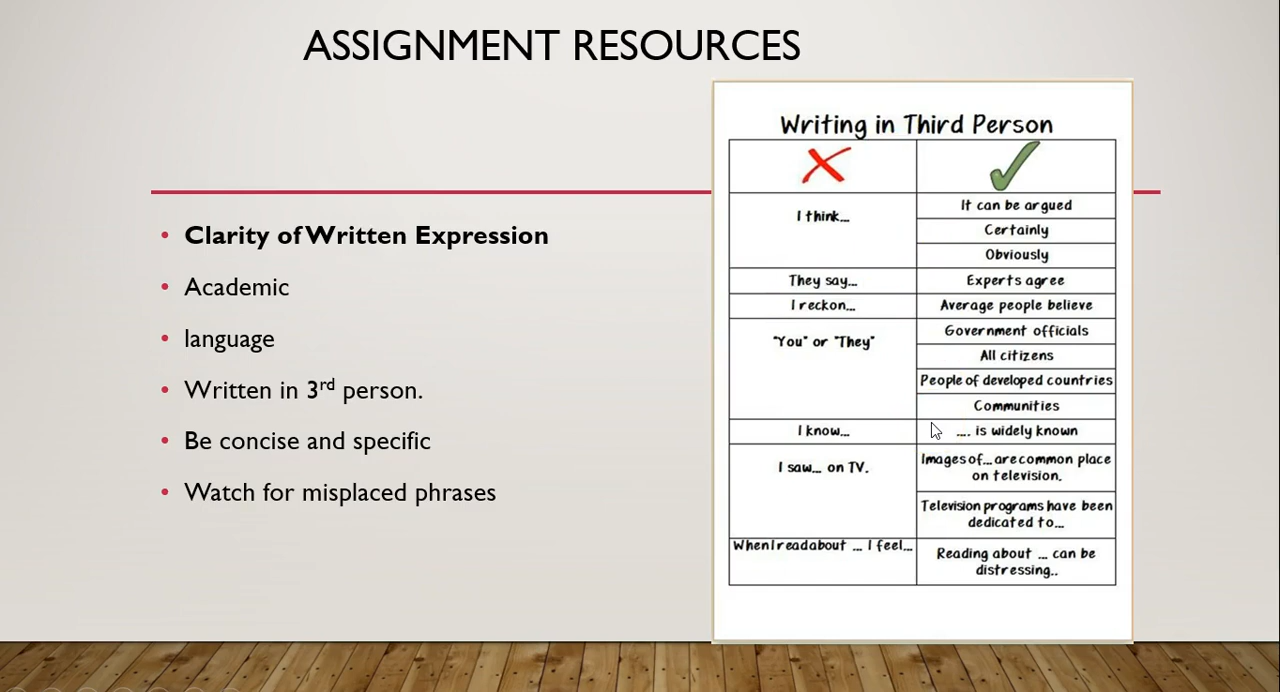 ASSIGNMENT RESOURCES
Clarity of Written Expression
Academic
language
Written in 3rd person.
Be concise and specific
Watch for misplaced phrases
Writing in Third Person
I think...
It can be argued
Certainly
Obviously
They say...
Experts agree
I reckon...
Average people believe
"You" or "They"
Government officials
All citizens
People of developed countries
Communities
I know...
.... is widely known
I saw... on TV.
Images of... are common place
on television.
Television programs have been
dedicated to...
When I read about ... I feel...
Reading about ... can be
distressing..